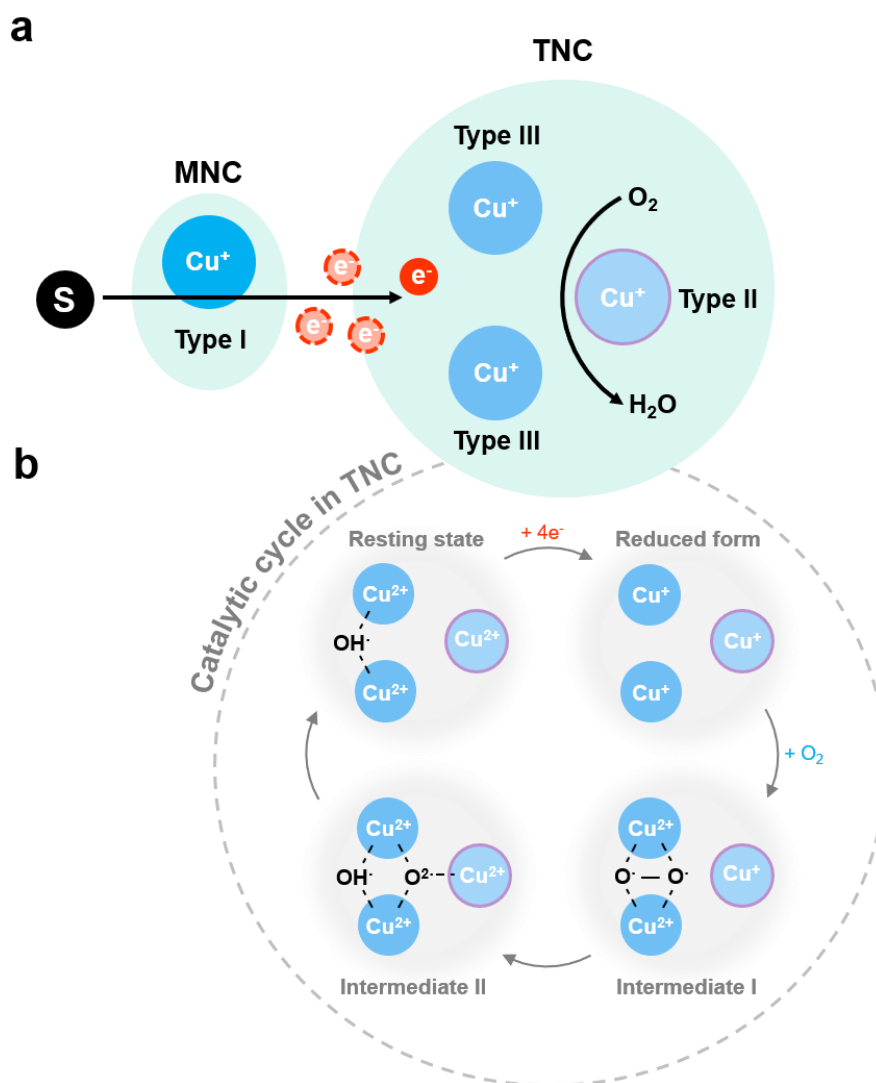 a
TNC
Type III
MNC
Cu⁺
O₂
Cu⁺
e⁻
e⁻
Cu⁺
S
Type II
Type I
e⁻
e⁻
Cu⁺
H₂O
Type III
b
Catalytic cycle in TNC
+ 4e⁻
Resting state
Reduced form
Cu²⁺
Cu⁺
OH⁻
Cu²⁺
Cu⁺
Cu²⁺
Cu⁺
+ O₂
Cu²⁺
Cu²⁺
OH⁻
O²⁻
Cu²⁺
O⁻
O⁻
Cu⁺
Cu²⁺
Cu²⁺
Intermediate II
Intermediate I